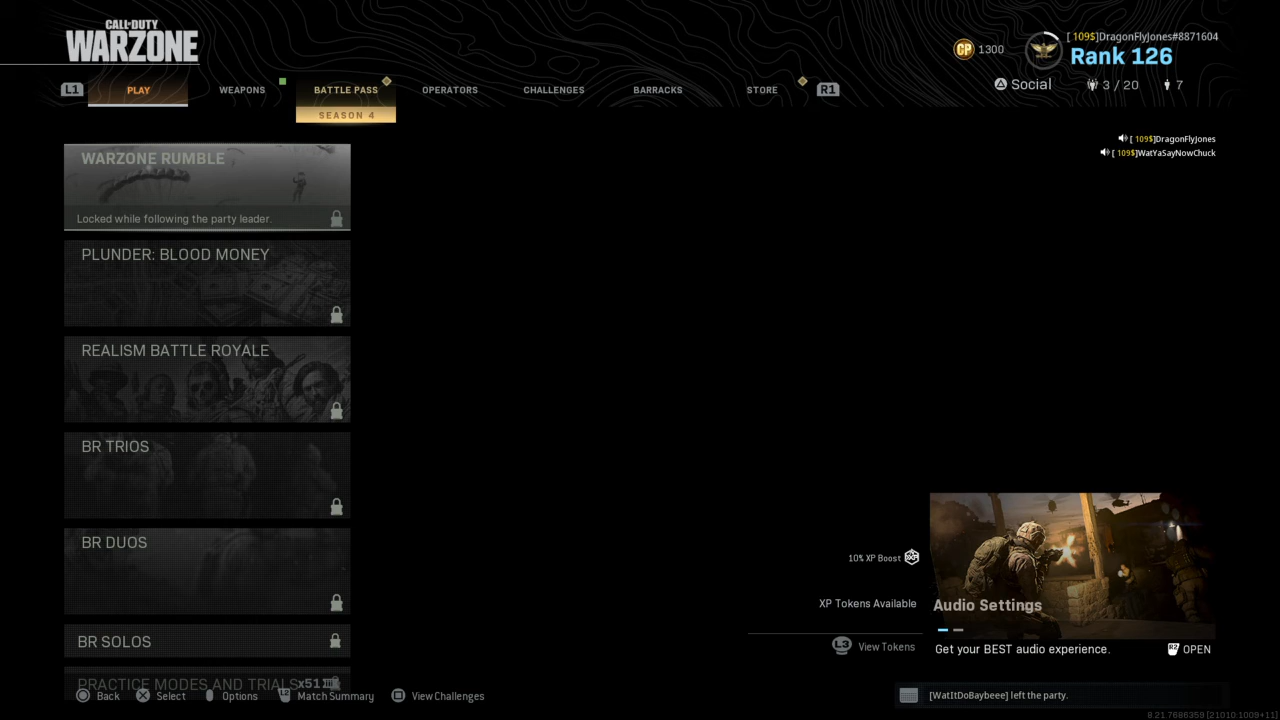 CALL OF DUTY
WARZONE
CP 1300
[ 109$]DragonFlyJones#8871604
Rank 126
L1 PLAY WEAPONS BATTLE PASS OPERATORS CHALLENGES BARRACKS STORE R1
SEASON 4
Social 3 / 20 7
[ 109$]DragonFlyJones
[ 109$]WatYaSayNowChuck
WARZONE RUMBLE
Locked while following the party leader.
PLUNDER: BLOOD MONEY
REALISM BATTLE ROYALE
BR TRIOS
BR DUOS
BR SOLOS
PRACTICE MODES AND TRIALS
10% XP Boost
XP Tokens Available
L3 View Tokens
Audio Settings
Get your BEST audio experience. R2 OPEN
Back Select Options L2 Match Summary View Challenges
[WatItDoBaybeee] left the party.